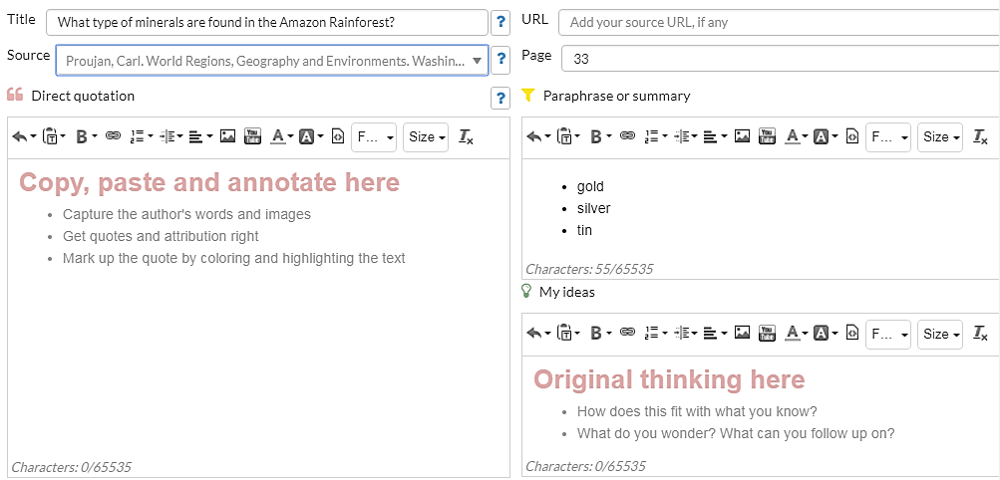 Title What type of minerals are found in the Amazon Rainforest? ? URL Add your source URL, if any
Source Proujan, Carl. World Regions, Geography and Environments. Washin... ? Page 33
Direct quotation ? Paraphrase or summary
B F... Size Tx
Copy, paste and annotate here
Capture the author's words and images
Get quotes and attribution right
Mark up the quote by coloring and highlighting the text
Characters: 0/65535
B F... Size Tx
gold
silver
tin
Characters: 55/65535
My ideas
B F... Size Tx
Original thinking here
How does this fit with what you know?
What do you wonder? What can you follow up on?
Characters: 0/65535